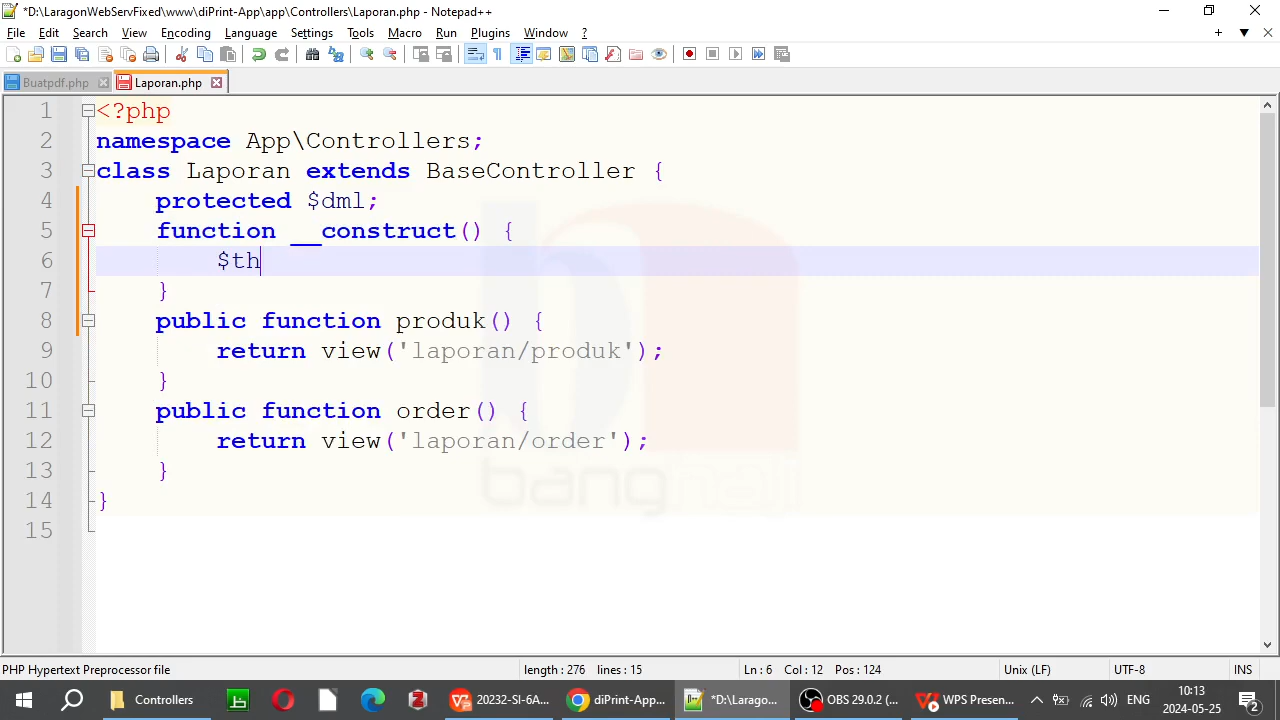 *D:\LaragonWebServFixed\www\diPrint-App\app\Controllers\Laporan.php - Notepad++
File Edit Search View Encoding Language Settings Tools Macro Run Plugins Window ?
Buatpdf.php Laporan.php
1 <?php
2 namespace App\Controllers;
3 class Laporan extends BaseController {
4 protected $dml;
5 function __construct() {
6 $th
7 }
8 public function produk() {
9 return view('laporan/produk');
10 }
11 public function order() {
12 return view('laporan/order');
13 }
14 }
15
bangnaji
PHP Hypertext Preprocessor file length : 276 lines : 15 Ln : 6 Col : 12 Pos : 124 Unix (LF) UTF-8 INS
Controllers 20232-SI-6A... diPrint-App... *D:\Larago... OBS 29.0.2 (... WPS Presen... ENG 10:13
2024-05-25 2